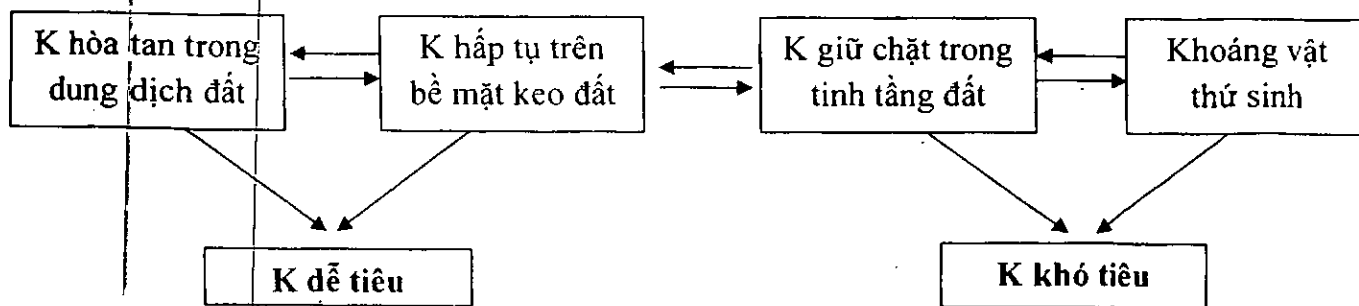 K hòa tan trong
dung dịch đất
K hấp tụ trên
bề mặt keo đất
K giữ chặt trong
tinh tầng đất
Khoáng vật
thứ sinh
K dễ tiêu
K khó tiêu